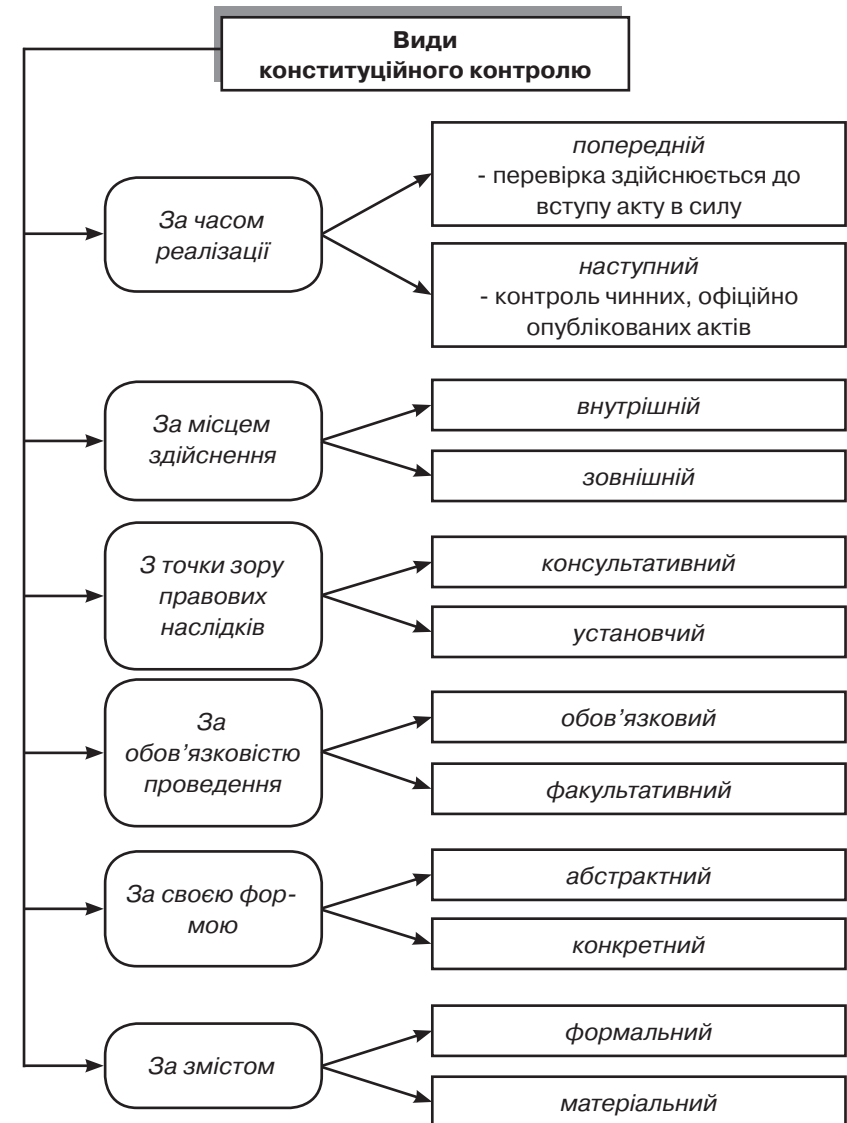 Види
конституційного контролю
За часом
реалізації
попередній
- перевірка здійснюється до
вступу акту в силу
наступний
- контроль чинних, офіційно
опублікованих актів
За місцем
здійснення
внутрішній
зовнішній
З точки зору
правових
наслідків
консультативний
установчий
За
обов’язковістю
проведення
обов’язковий
факультативний
За своєю фор-
мою
абстрактний
конкретний
За змістом
формальний
матеріальний